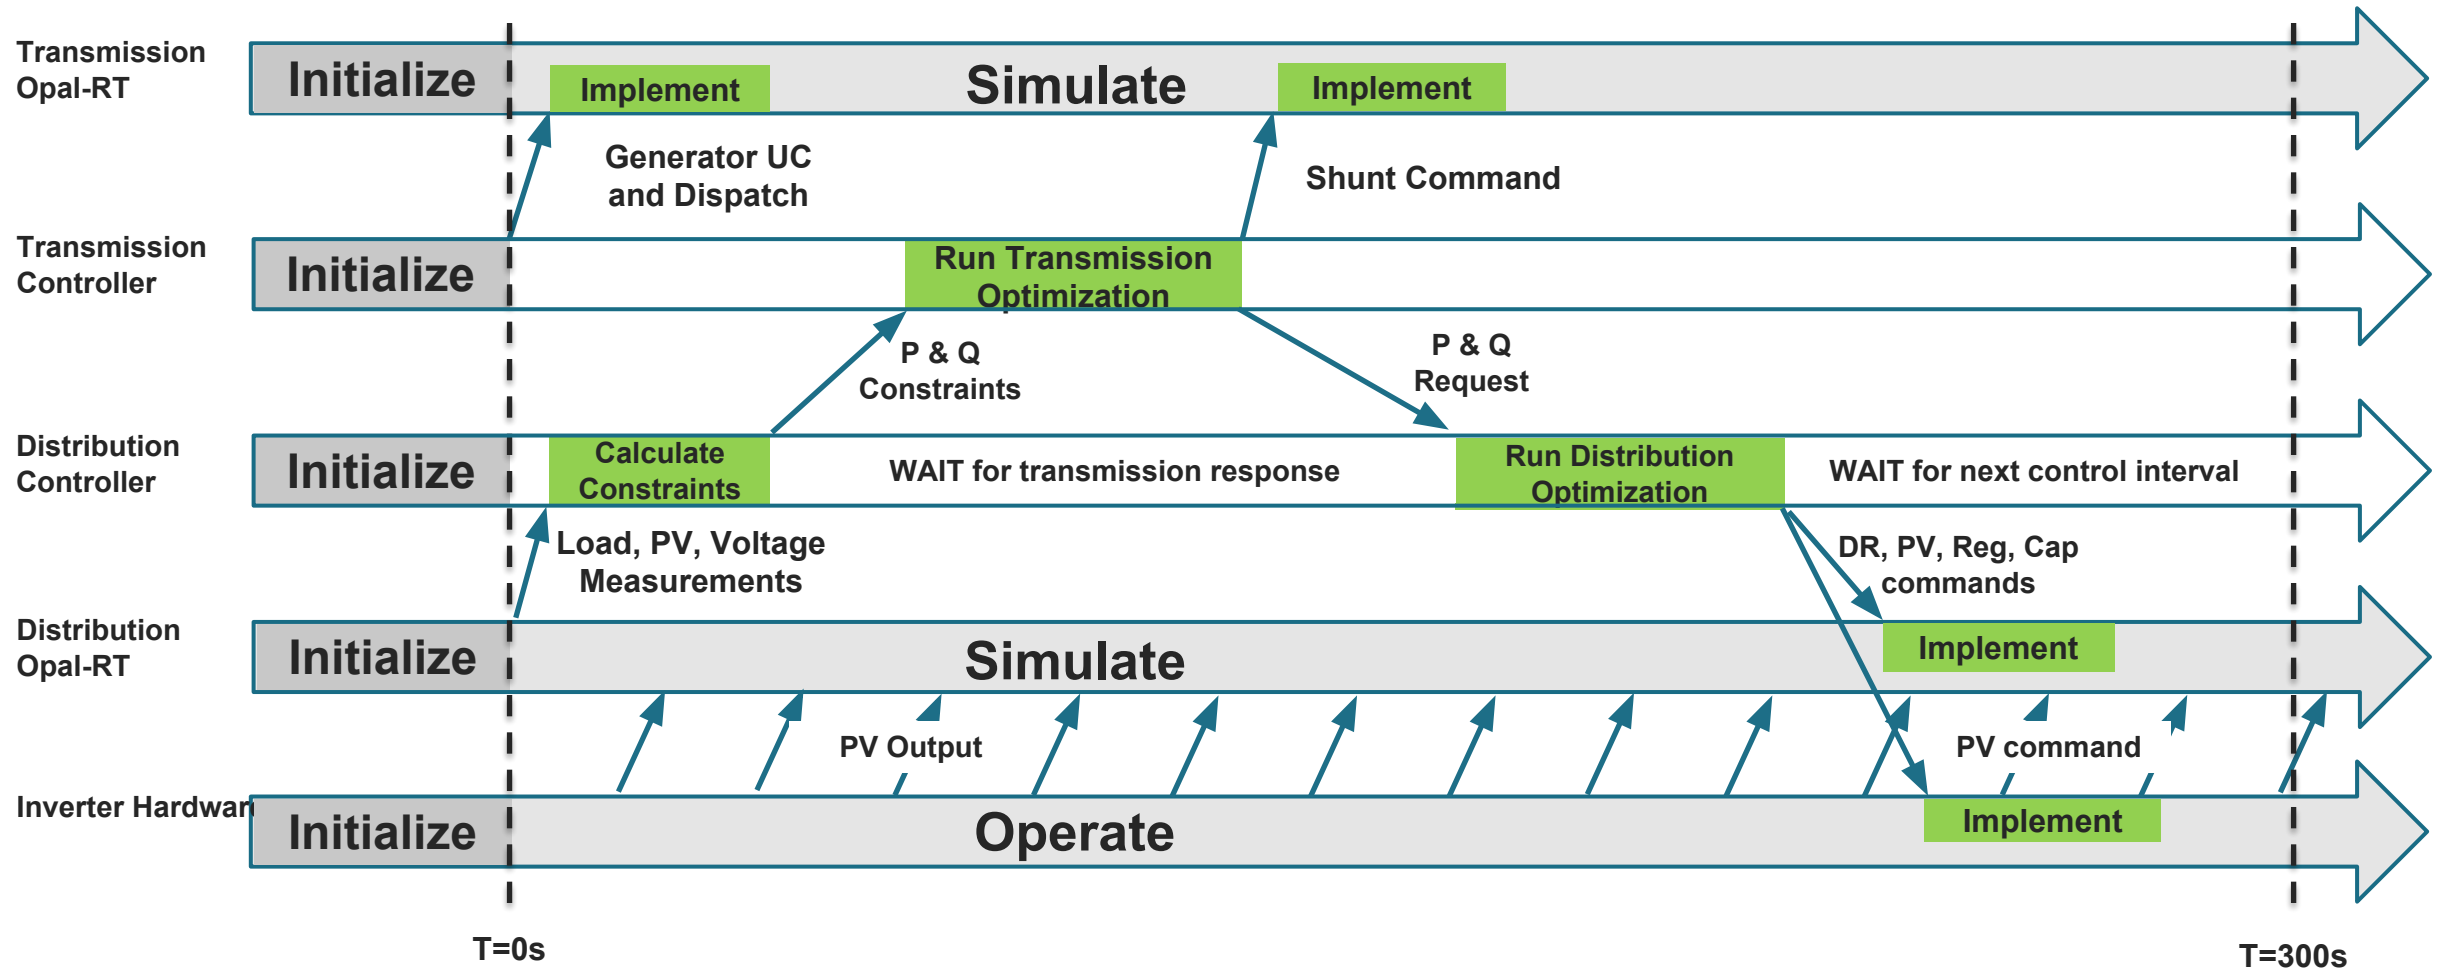 Transmission
Opal-RT
Initialize
Implement
Simulate
Implement
Generator UC
and Dispatch
Shunt Command
Transmission
Controller
Initialize
Run Transmission
Optimization
P & Q
Constraints
P & Q
Request
Distribution
Controller
Initialize
Calculate
Constraints
WAIT for transmission response
Run Distribution
Optimization
WAIT for next control interval
Load, PV, Voltage
Measurements
DR, PV, Reg, Cap
commands
Distribution
Opal-RT
Initialize
Simulate
Implement
PV Output
PV command
Inverter Hardwar
Initialize
Operate
Implement
T=0s
T=300s